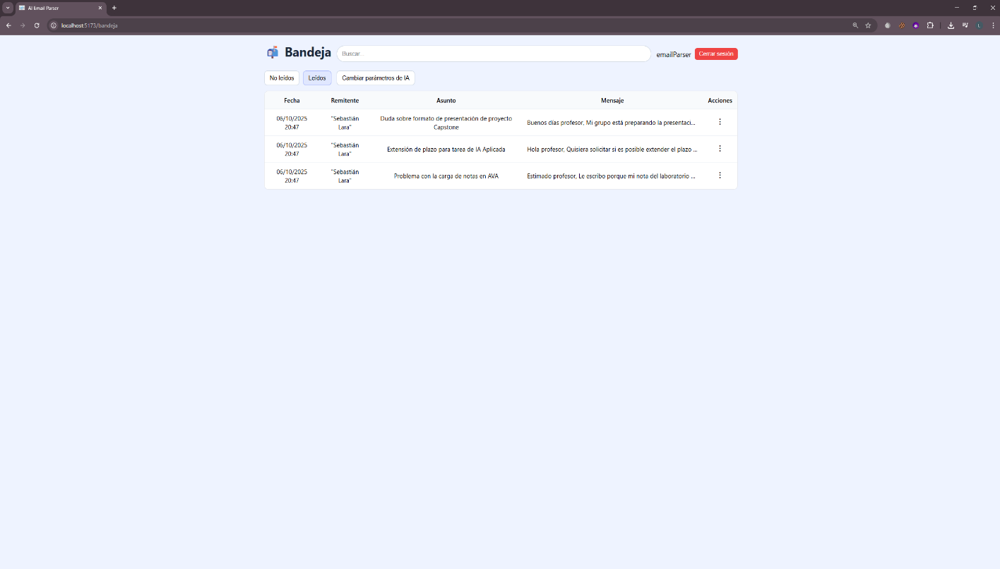 AI Email Parser
localhost:5173/bandeja
L
Bandeja
Buscar...
emailParser
Cerrar sesión
No leídos
Leídos
Cambiar parámetros de IA
Fecha Remitente Asunto Mensaje Acciones
06/10/2025
20:47
"Sebastián
Lara"
Duda sobre formato de presentación de proyecto
Capstone
Buenos días profesor, Mi grupo está preparando la presentaci...
06/10/2025
20:47
"Sebastián
Lara"
Extensión de plazo para tarea de IA Aplicada
Hola profesor, Quisiera solicitar si es posible extender el plazo ...
06/10/2025
20:47
"Sebastián
Lara"
Problema con la carga de notas en AVA
Estimado profesor, Le escribo porque mi nota del laboratorio ...